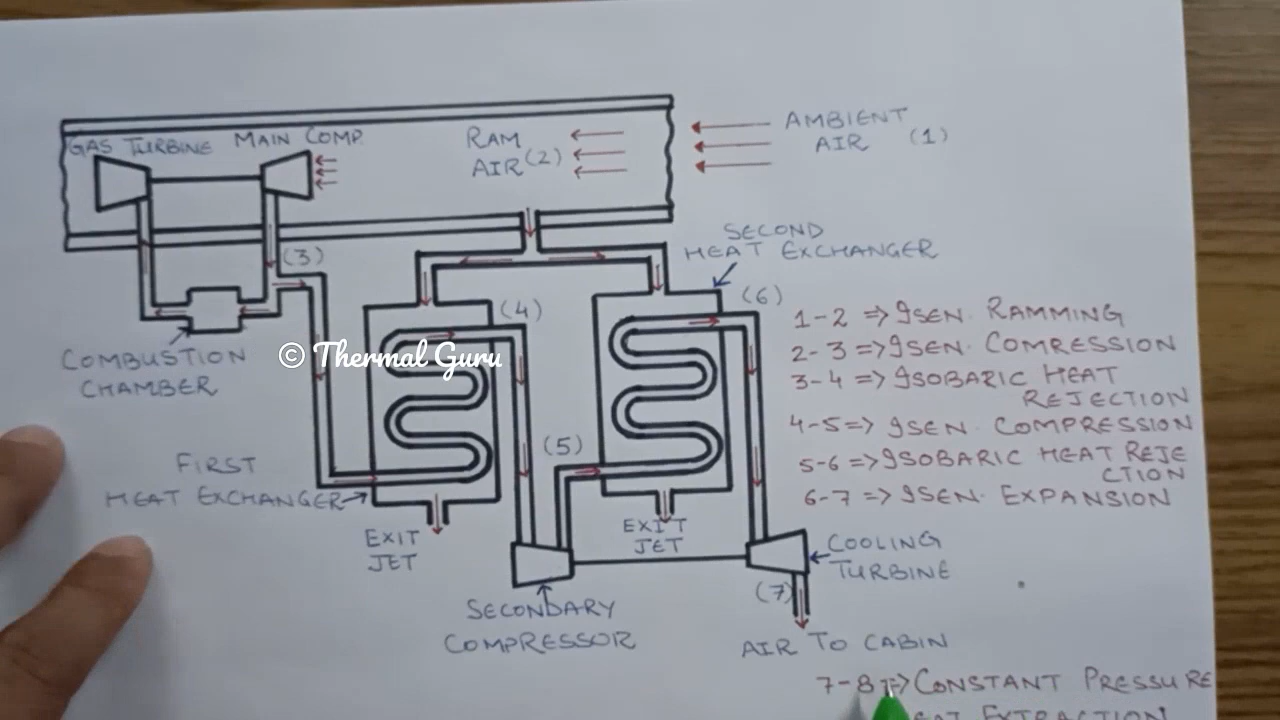 GAS TURBINE MAIN COMP.
RAM
AIR (2)
AMBIENT
AIR (1)
(3)
SECOND
HEAT EXCHANGER
(4)
(6)
COMBUSTION
CHAMBER
© Thermal Guru
1-2 => ISEN. RAMMING
2-3 => ISEN. COMRESSION
3-4 => ISOBARIC HEAT
REJECTION
4-5 => ISEN. COMPRESSION
5-6 => ISOBARIC HEAT REJE
CTION
6-7 => ISEN. EXPANSION
(5)
FIRST
HEAT EXCHANGER
EXIT
JET
EXIT
JET
COOLING
TURBINE
(7)
SECONDARY
COMPRESSOR
AIR TO CABIN
7-8 => CONSTANT PRESSURE
EXTRACTION